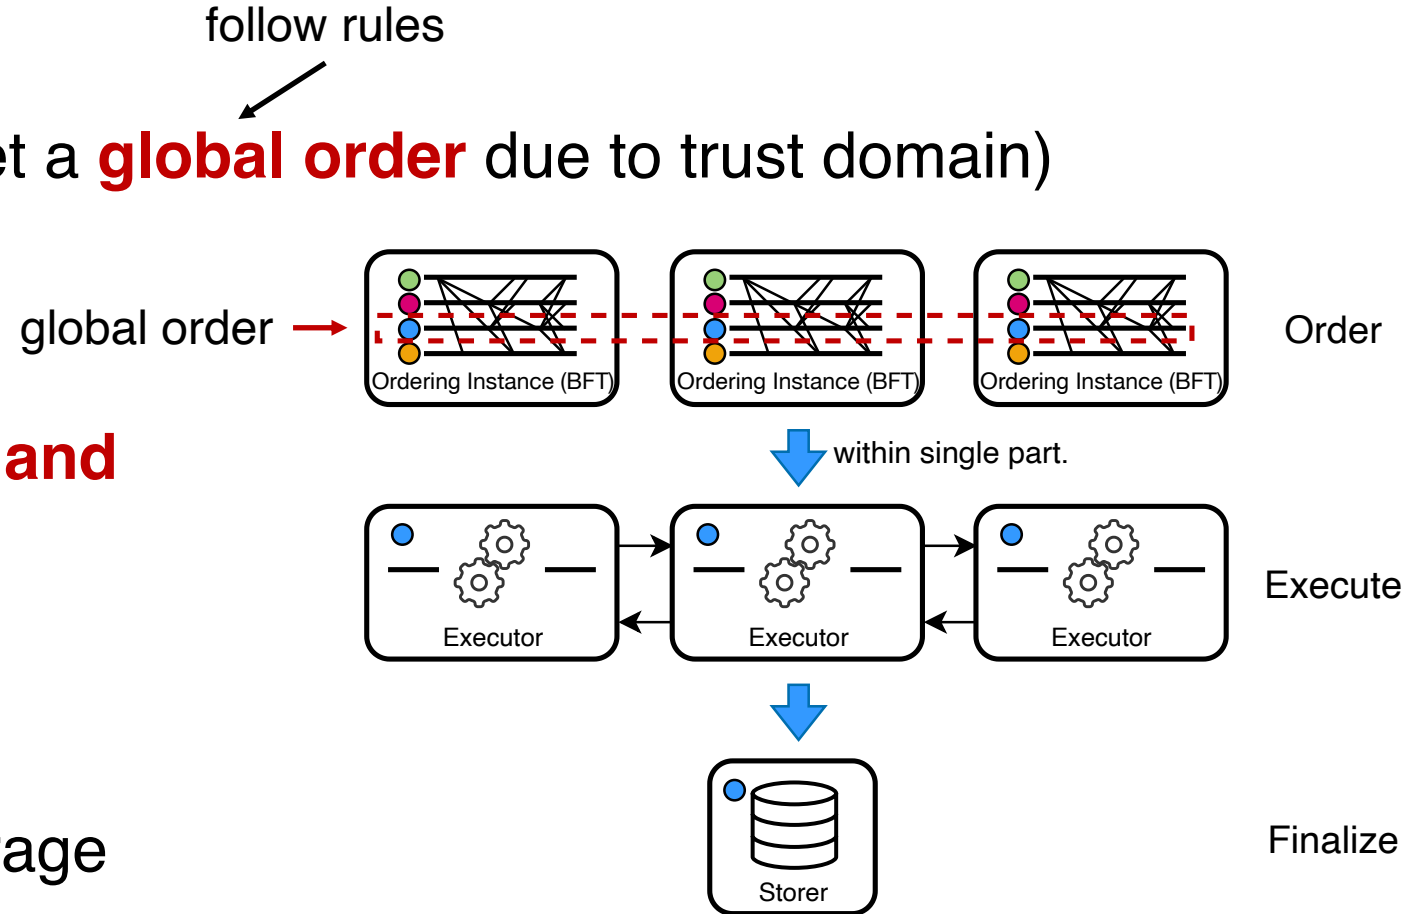 follow rules
et a global order due to trust domain)
global order
Order
Ordering Instance (BFT)
Ordering Instance (BFT)
Ordering Instance (BFT)
and
within single part.
Execute
Executor
Executor
Executor
age
Finalize
Storer